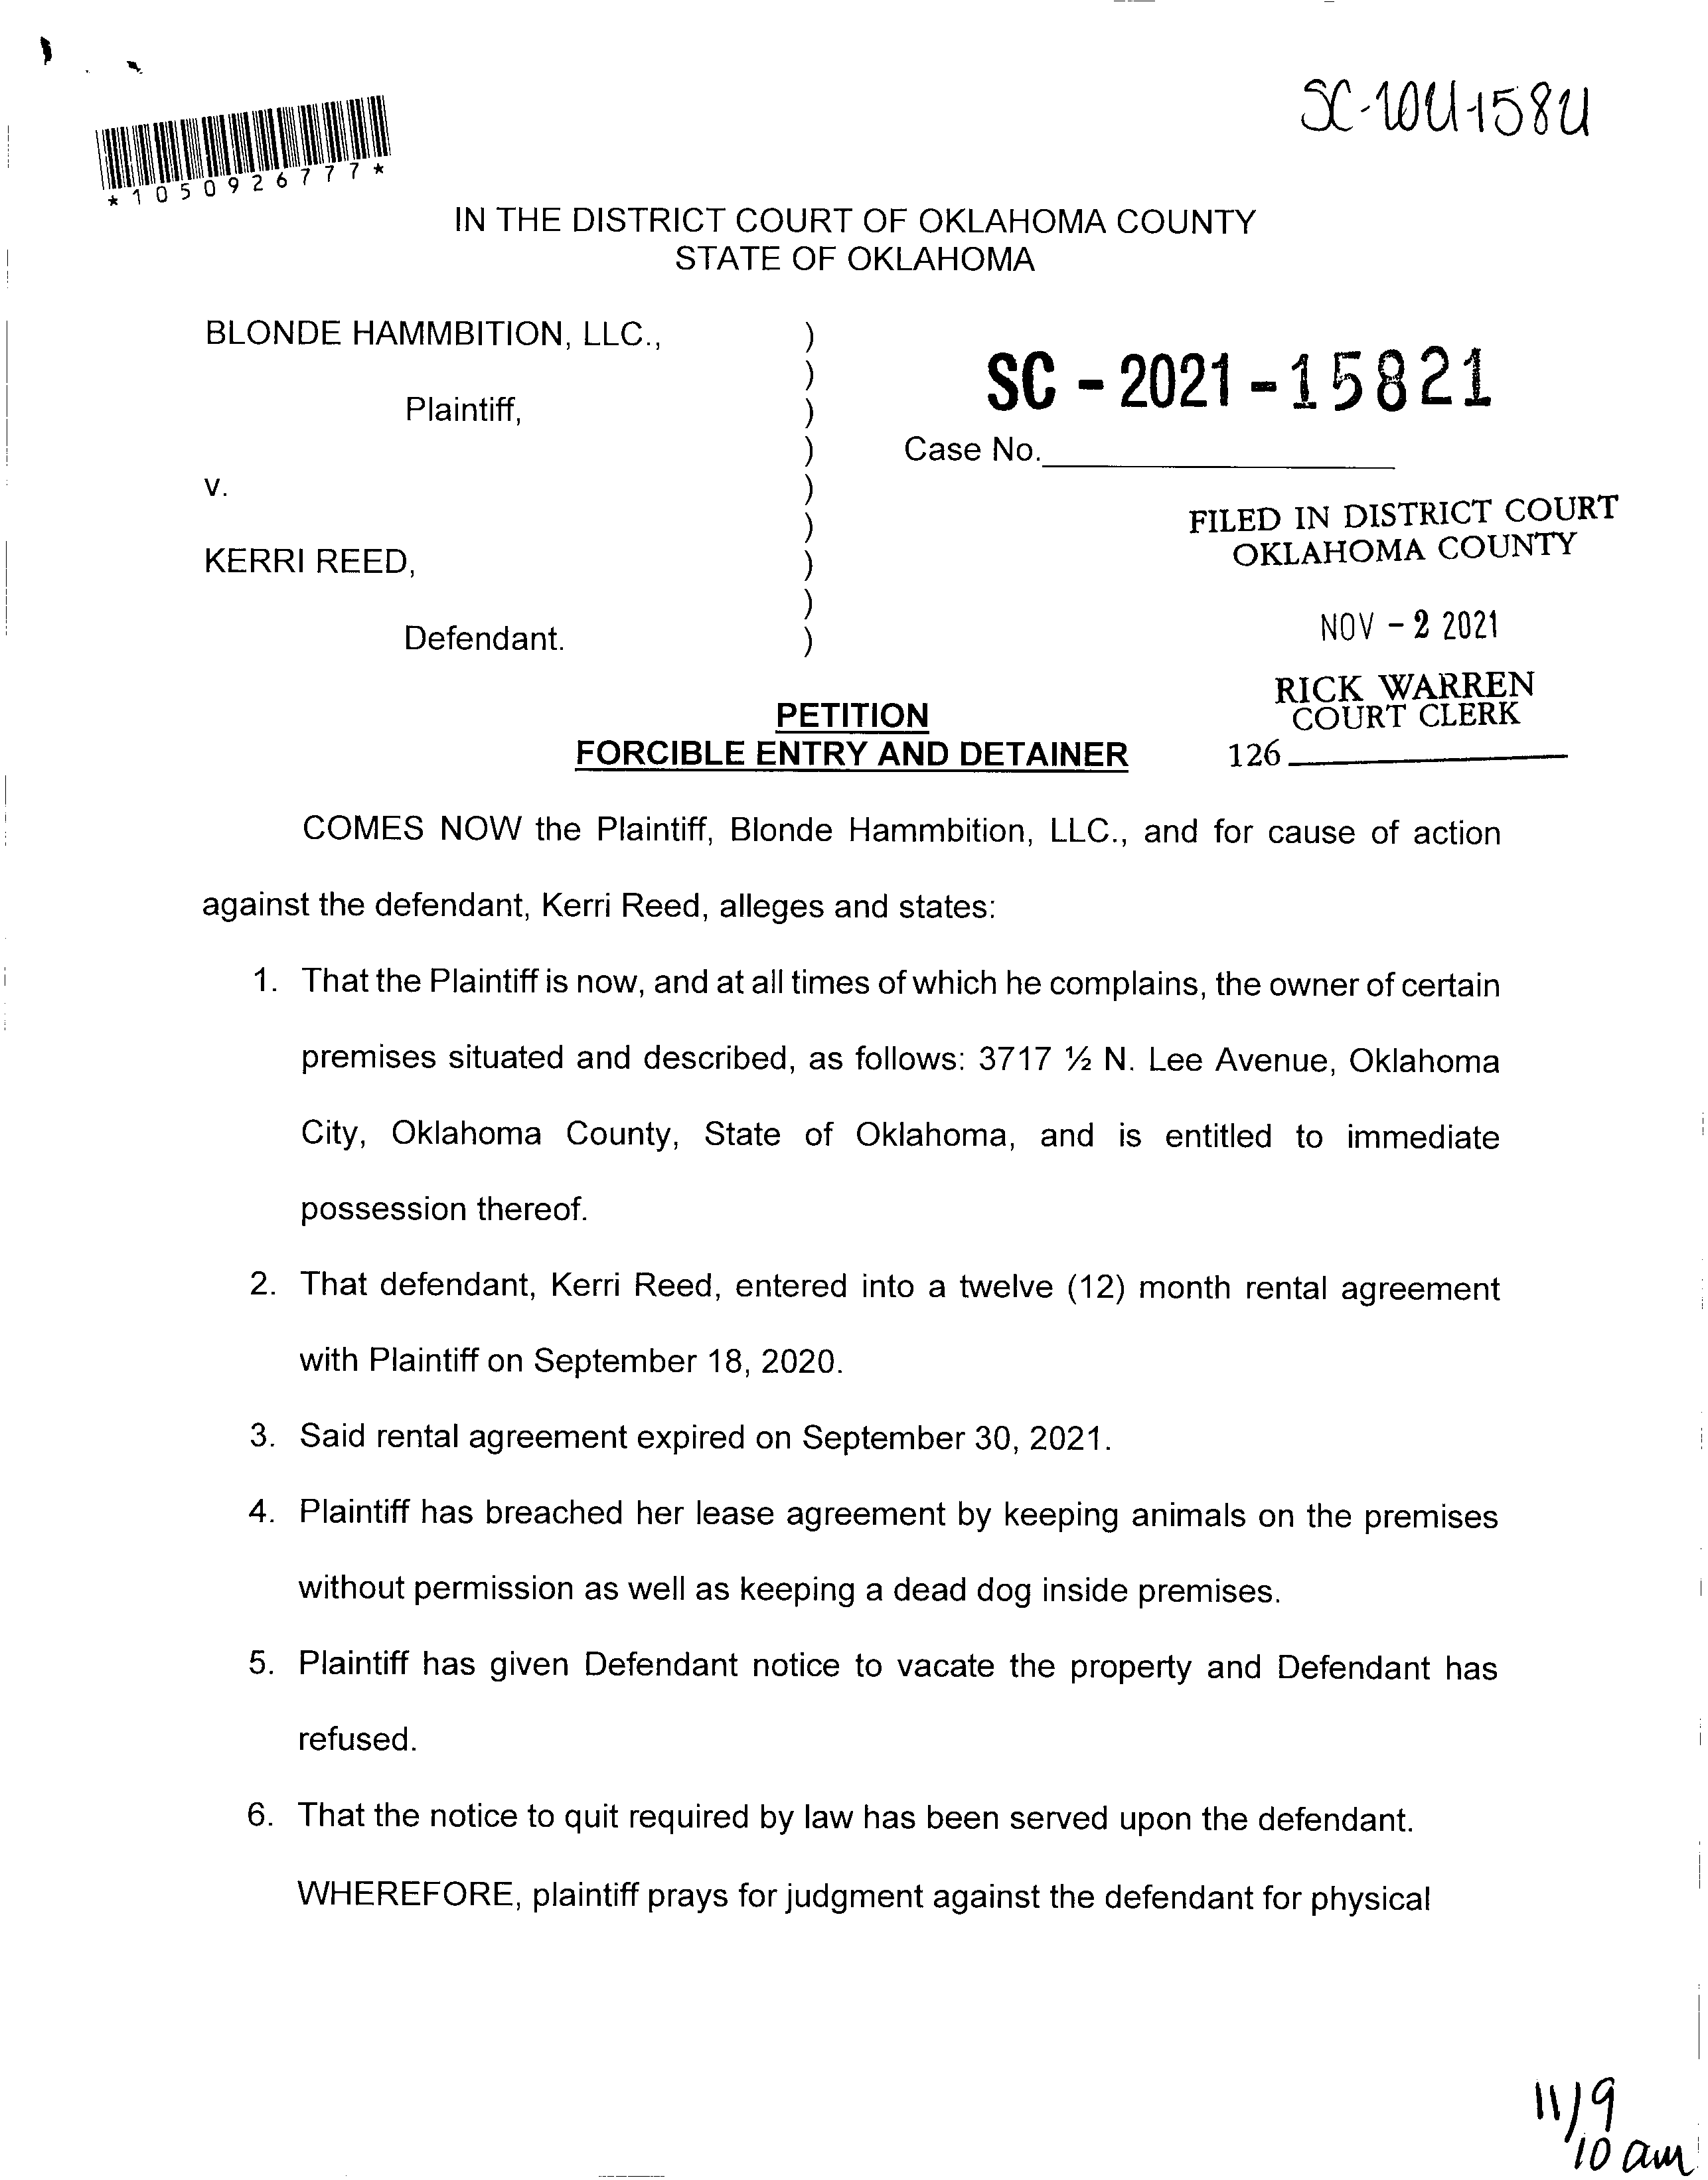 SC-2021-15821
*1050926777*
IN THE DISTRICT COURT OF OKLAHOMA COUNTY
STATE OF OKLAHOMA
BLONDE HAMMBITION, LLC., )
)
Plaintiff, )
)
v. )
)
KERRI REED, )
)
Defendant. )
SC - 2021 - 15821
Case No.
FILED IN DISTRICT COURT
OKLAHOMA COUNTY
NOV - 2 2021
RICK WARREN
COURT CLERK
126
PETITION
FORCIBLE ENTRY AND DETAINER
COMES NOW the Plaintiff, Blonde Hammbition, LLC., and for cause of action
against the defendant, Kerri Reed, alleges and states:
1. That the Plaintiff is now, and at all times of which he complains, the owner of certain
premises situated and described, as follows: 3717 ½ N. Lee Avenue, Oklahoma
City, Oklahoma County, State of Oklahoma, and is entitled to immediate
possession thereof.
2. That defendant, Kerri Reed, entered into a twelve (12) month rental agreement
with Plaintiff on September 18, 2020.
3. Said rental agreement expired on September 30, 2021.
4. Plaintiff has breached her lease agreement by keeping animals on the premises
without permission as well as keeping a dead dog inside premises.
5. Plaintiff has given Defendant notice to vacate the property and Defendant has
refused.
6. That the notice to quit required by law has been served upon the defendant.
WHEREFORE, plaintiff prays for judgment against the defendant for physical
11/9
10 am